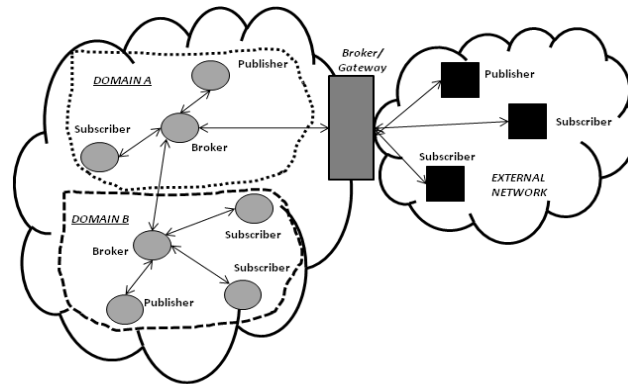 Broker/
Gateway
DOMAIN A
Publisher
Subscriber
Broker
Publisher
Subscriber
Subscriber
EXTERNAL
NETWORK
DOMAIN B
Subscriber
Broker
Subscriber
Publisher